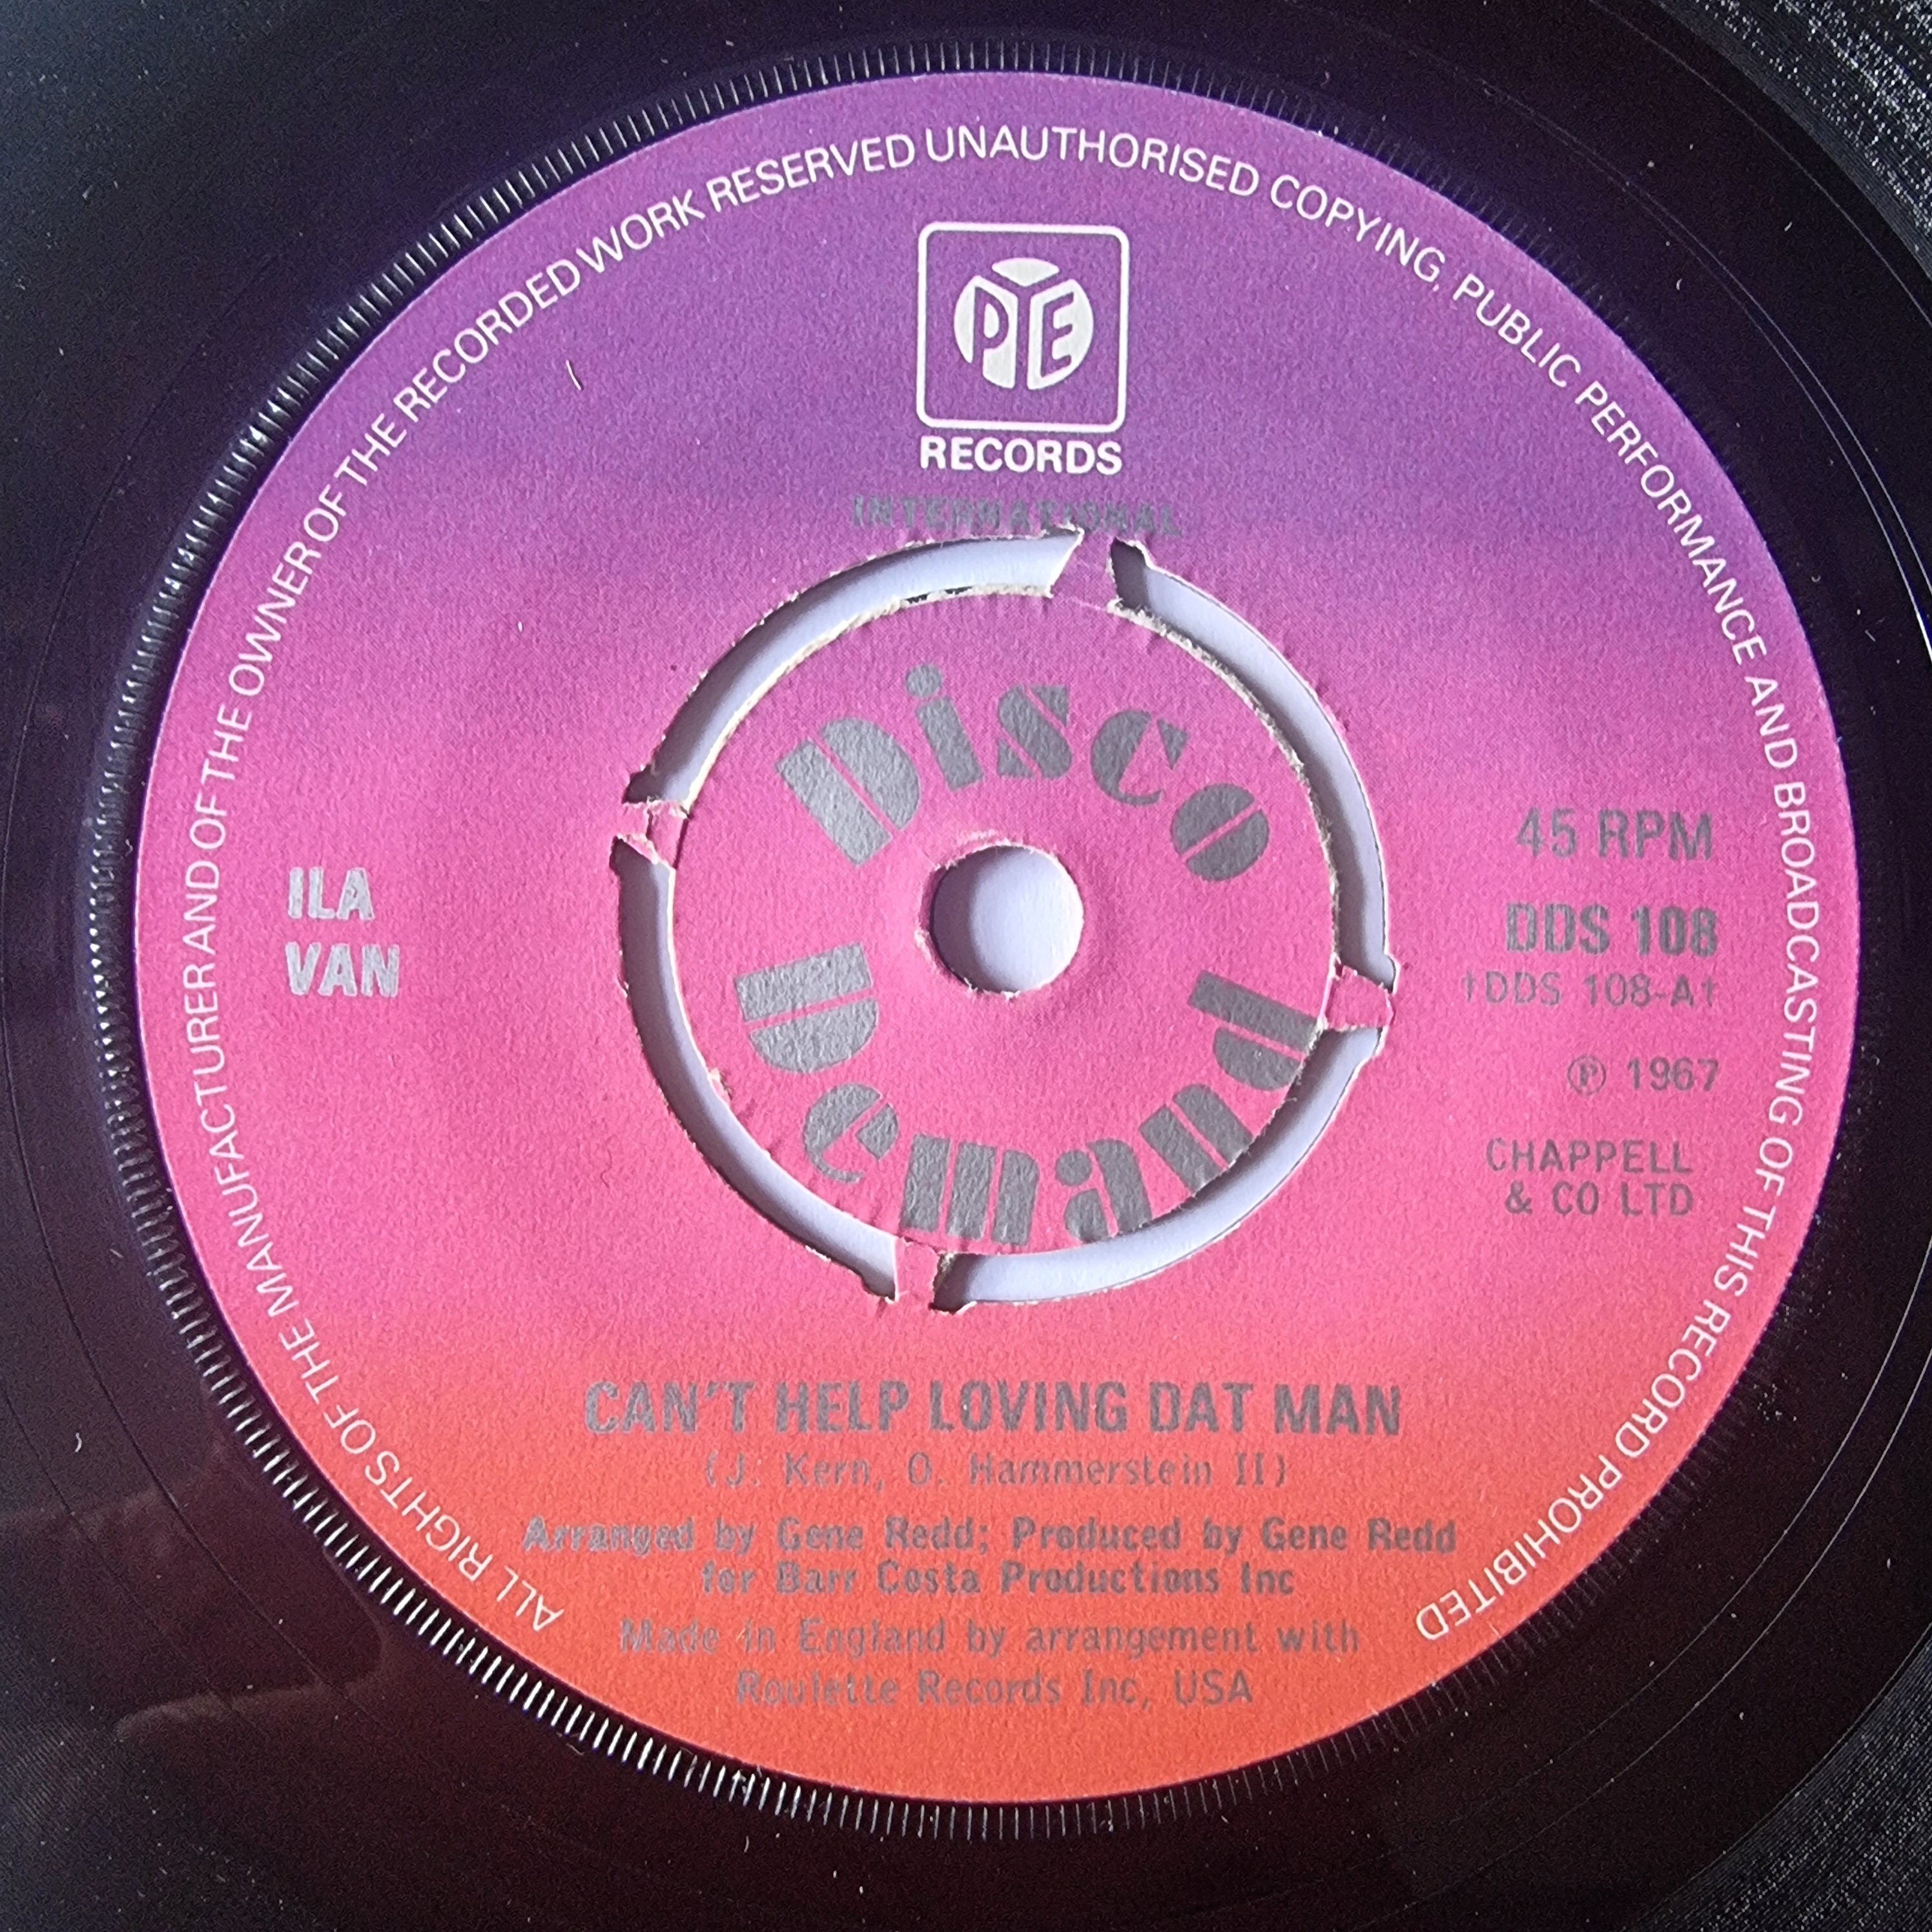 ALL RIGHTS OF THE MANUFACTURER AND OF THE OWNER OF THE RECORDED WORK RESERVED UNAUTHORISED COPYING, PUBLIC PERFORMANCE AND BROADCASTING OF THIS RECORD PROHIBITED
PYE
RECORDS
INTERNATIONAL
Disco
Demand
ILA
VAN
45 RPM
DDS 108
†DDS 108-A†
℗ 1967
CHAPPELL
& CO LTD
CAN'T HELP LOVING DAT MAN
(J. Kern, O. Hammerstein II)
Arranged by Gene Redd; Produced by Gene Redd
for Barr Costa Productions Inc
Made in England by arrangement with
Roulette Records Inc, USA